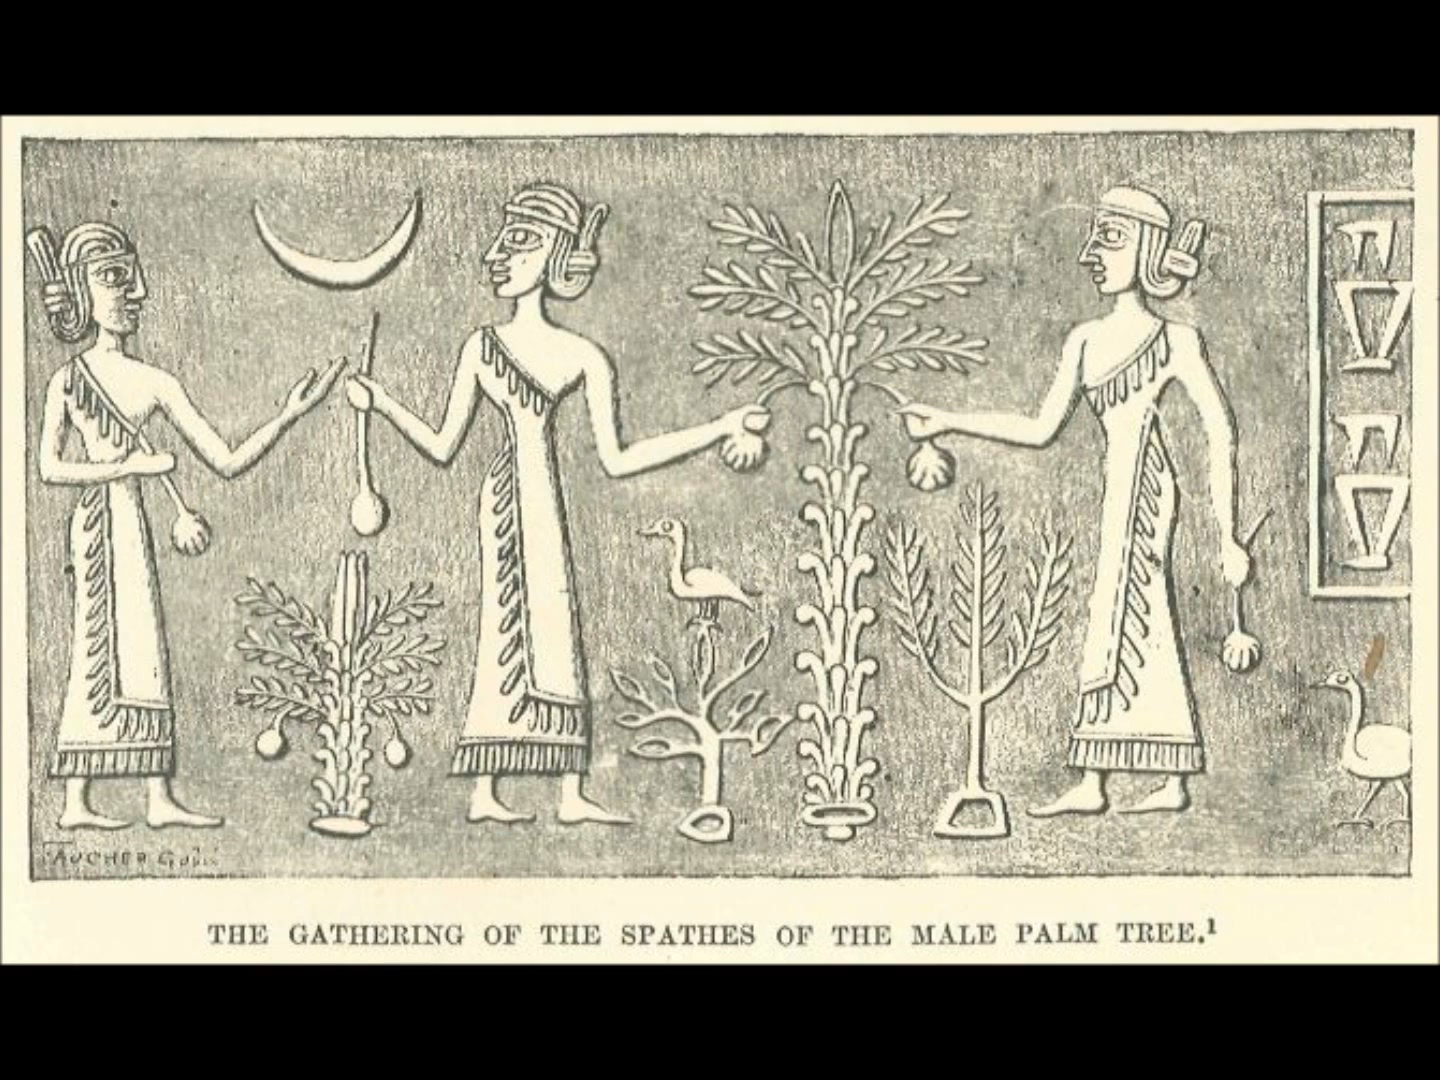 THE GATHERING OF THE SPATHES OF THE MALE PALM TREE.¹